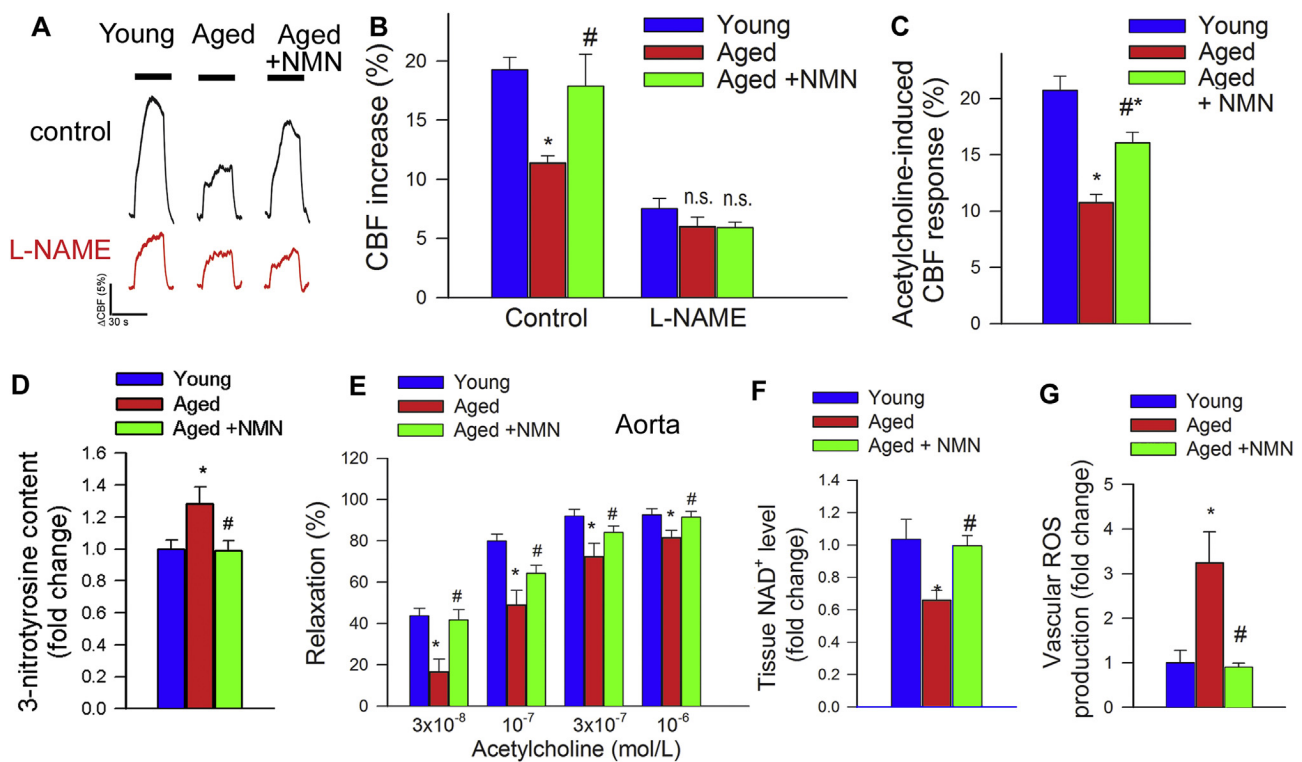 A
Young Aged Aged
+NMN
control
L-NAME
ΔCBF (5%)
30 s
B
Young
Aged
Aged +NMN
CBF increase (%)
20
15
10
5
0
*
#
n.s. n.s.
Control L-NAME
C
Young
Aged
Aged
+ NMN
Acetylcholine-induced
CBF response (%)
20
15
10
5
0
*
#*
D
Young
Aged
Aged +NMN
3-nitrotyrosine content
(fold change)
1.6
1.4
1.2
1.0
0.8
0.6
0.4
0.2
0.0
*
#
E
Young
Aged
Aged +NMN
Aorta
Relaxation (%)
120
100
80
60
40
20
0
* # * # * # * #
3x10⁻⁸ 10⁻⁷ 3x10⁻⁷ 10⁻⁶
Acetylcholine (mol/L)
F
Young
Aged
Aged + NMN
Tissue NAD⁺ level
(fold change)
1.4
1.2
1.0
0.8
0.6
0.4
0.2
0.0
*
#
G
Young
Aged
Aged +NMN
Vascular ROS
production (fold change)
5
4
3
2
1
0
*
#